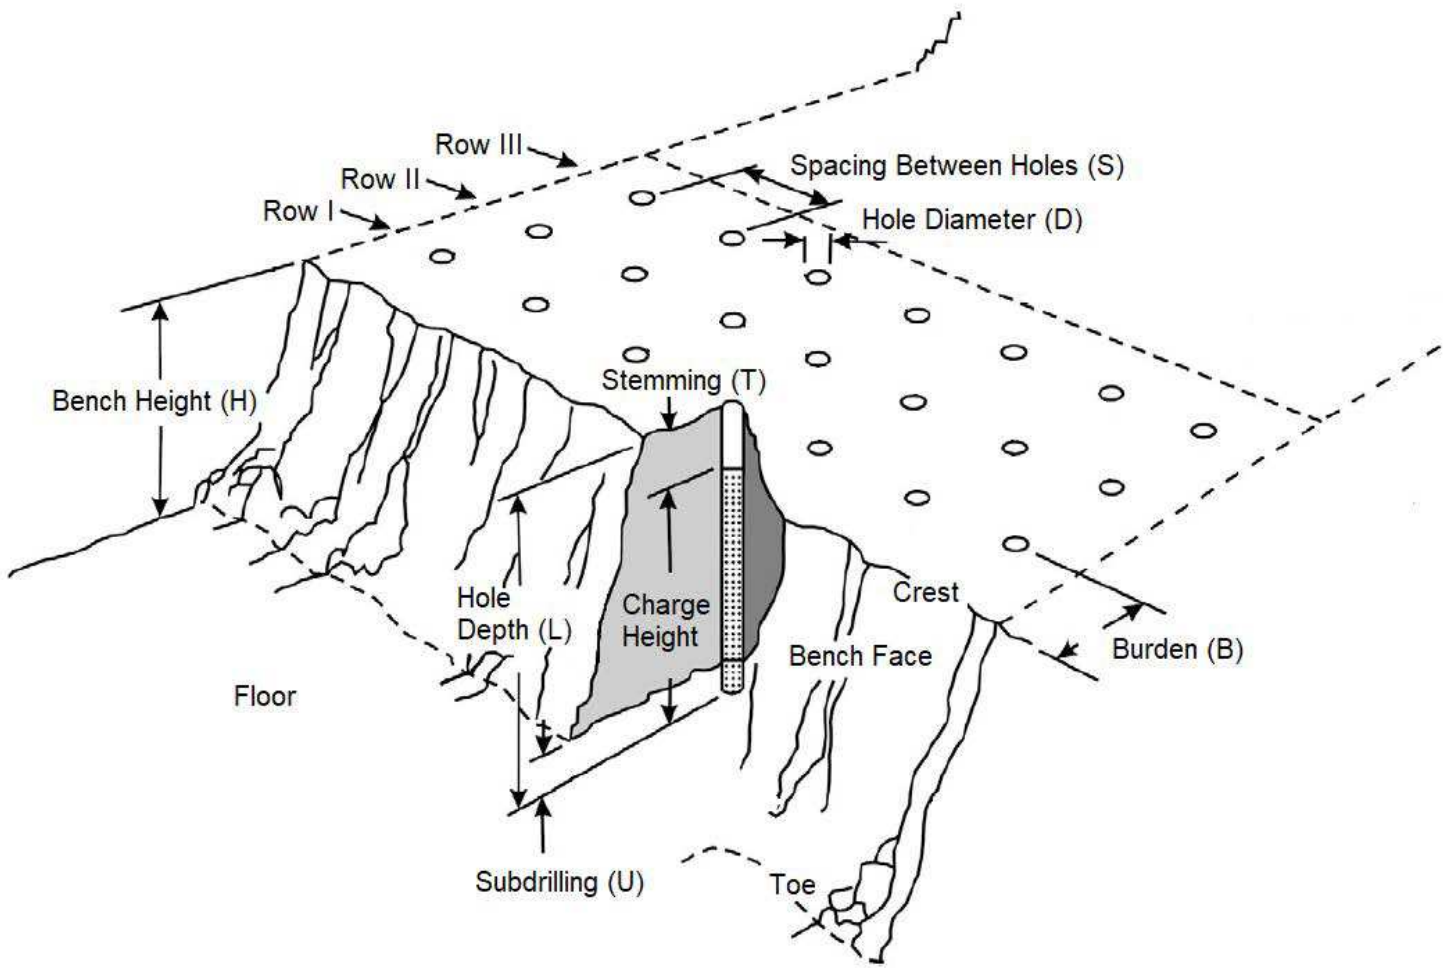 Row III
Row II
Row I
Spacing Between Holes (S)
Hole Diameter (D)
Bench Height (H)
Stemming (T)
Hole
Depth (L)
Charge
Height
Crest
Bench Face
Burden (B)
Floor
Subdrilling (U)
Toe